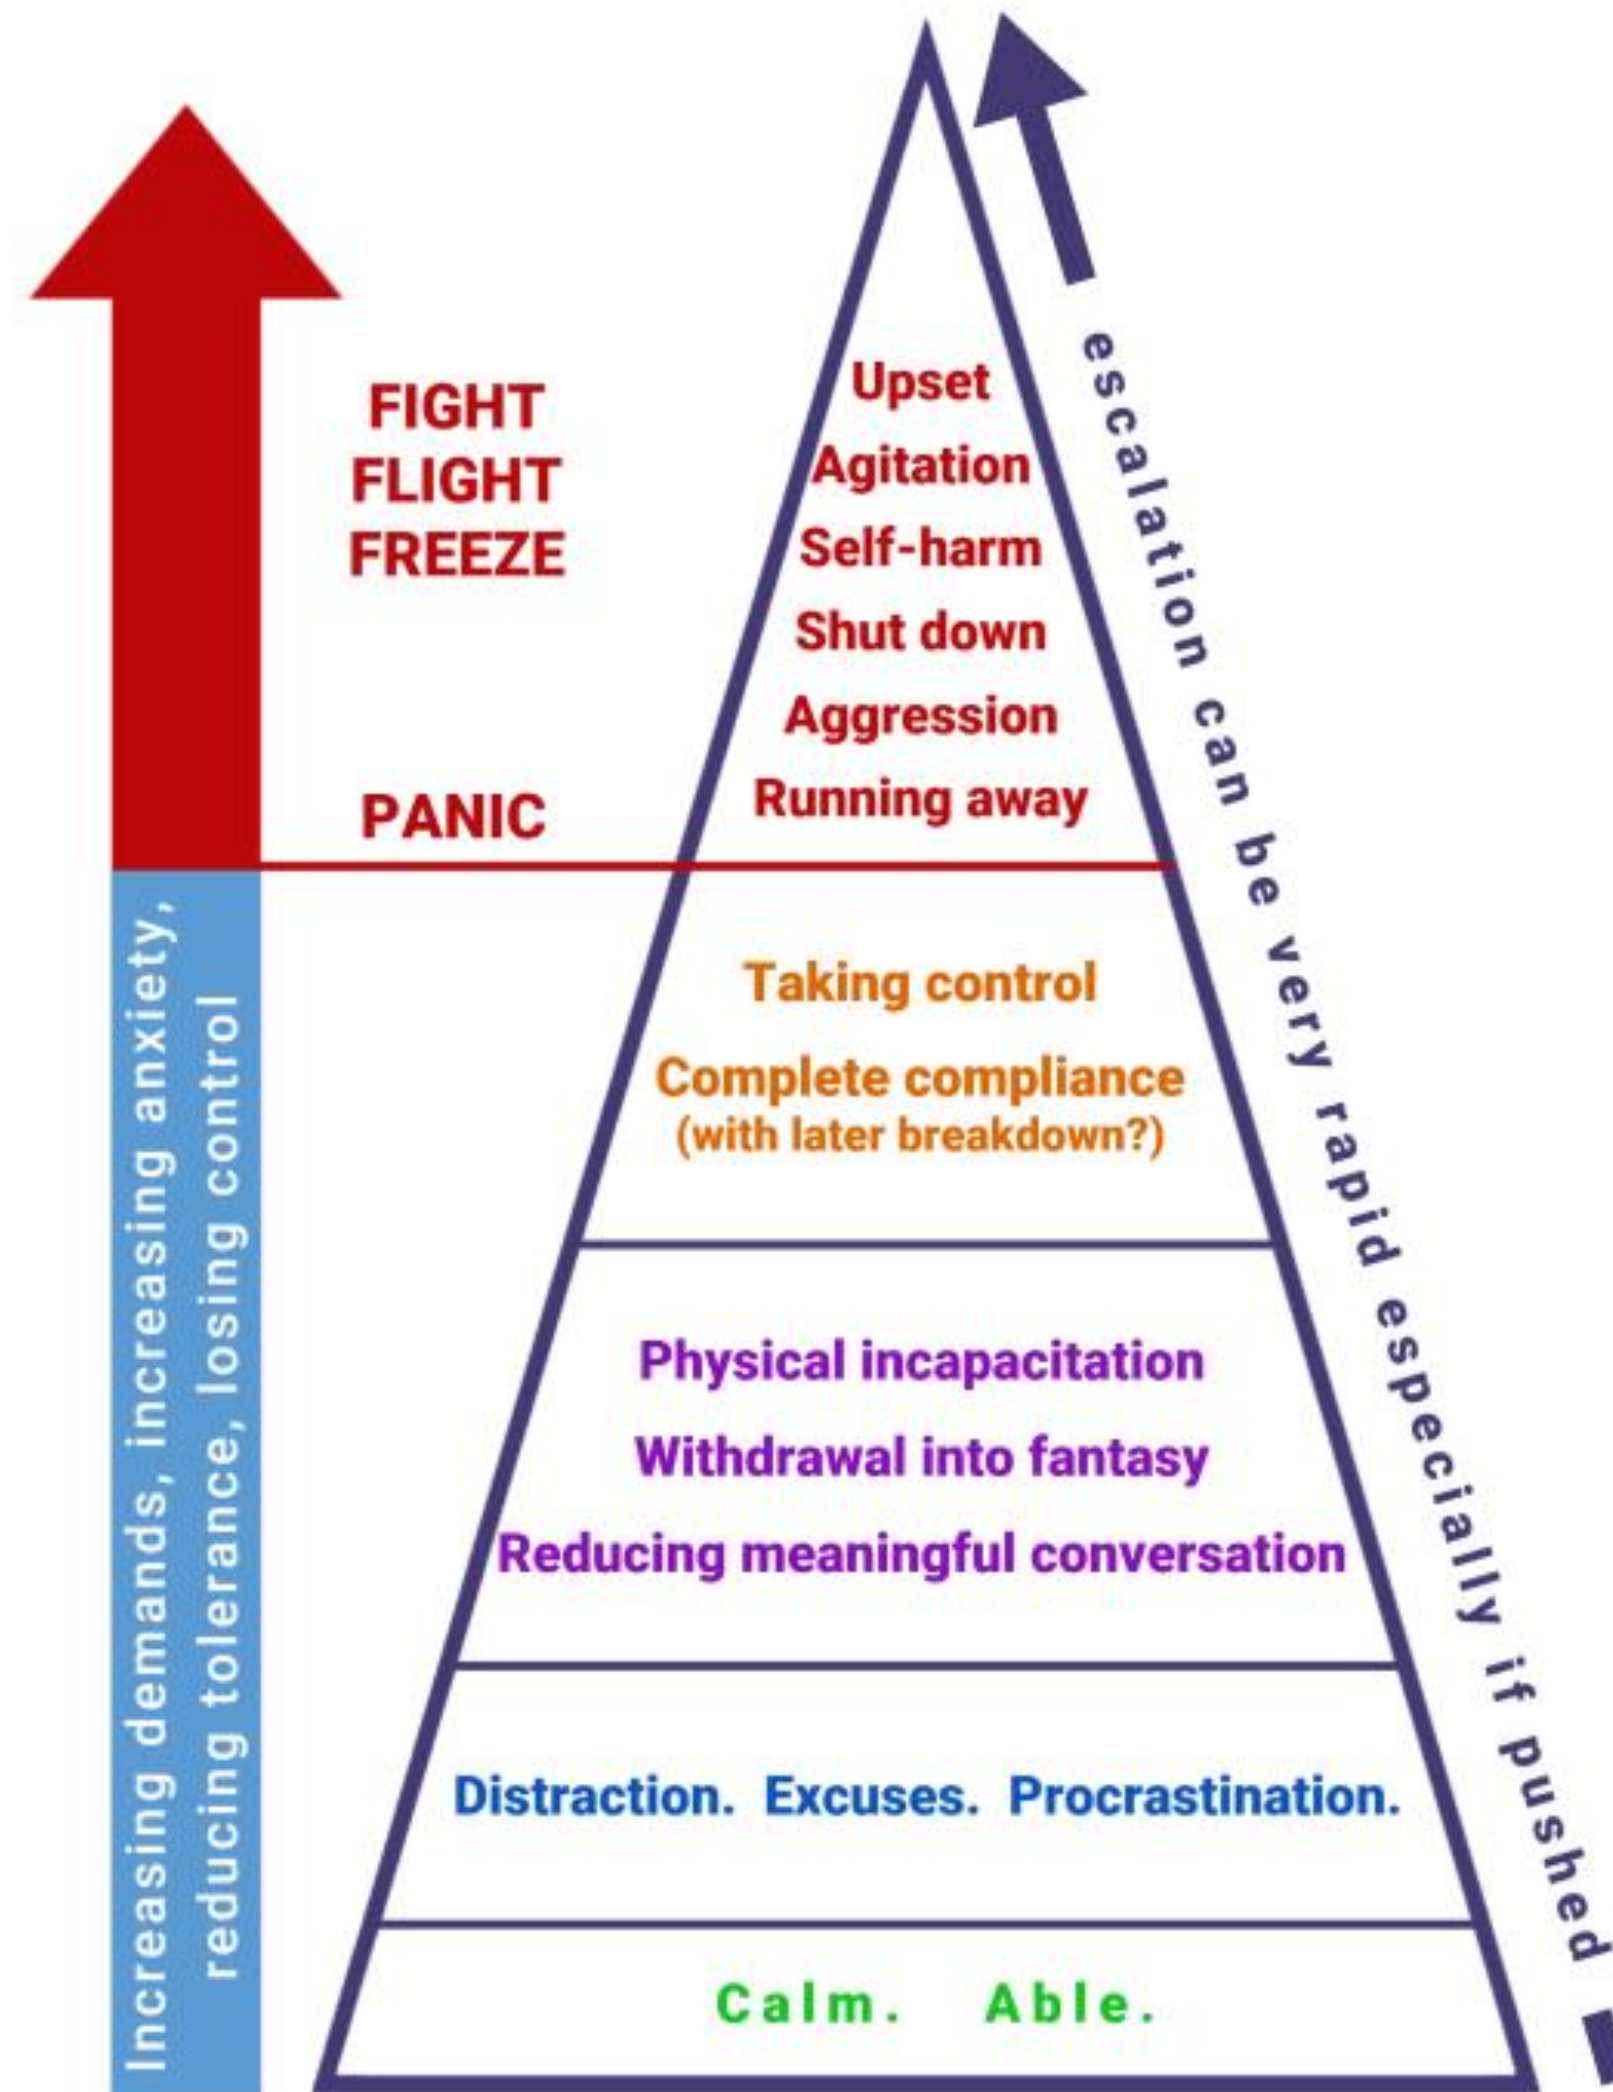 FIGHT
FLIGHT
FREEZE
PANIC
Increasing demands, increasing anxiety,
reducing tolerance, losing control
Upset
Agitation
Self-harm
Shut down
Aggression
Running away
Taking control
Complete compliance
(with later breakdown?)
Physical incapacitation
Withdrawal into fantasy
Reducing meaningful conversation
Distraction. Excuses. Procrastination.
Calm. Able.
escalation can be very rapid especially if pushed